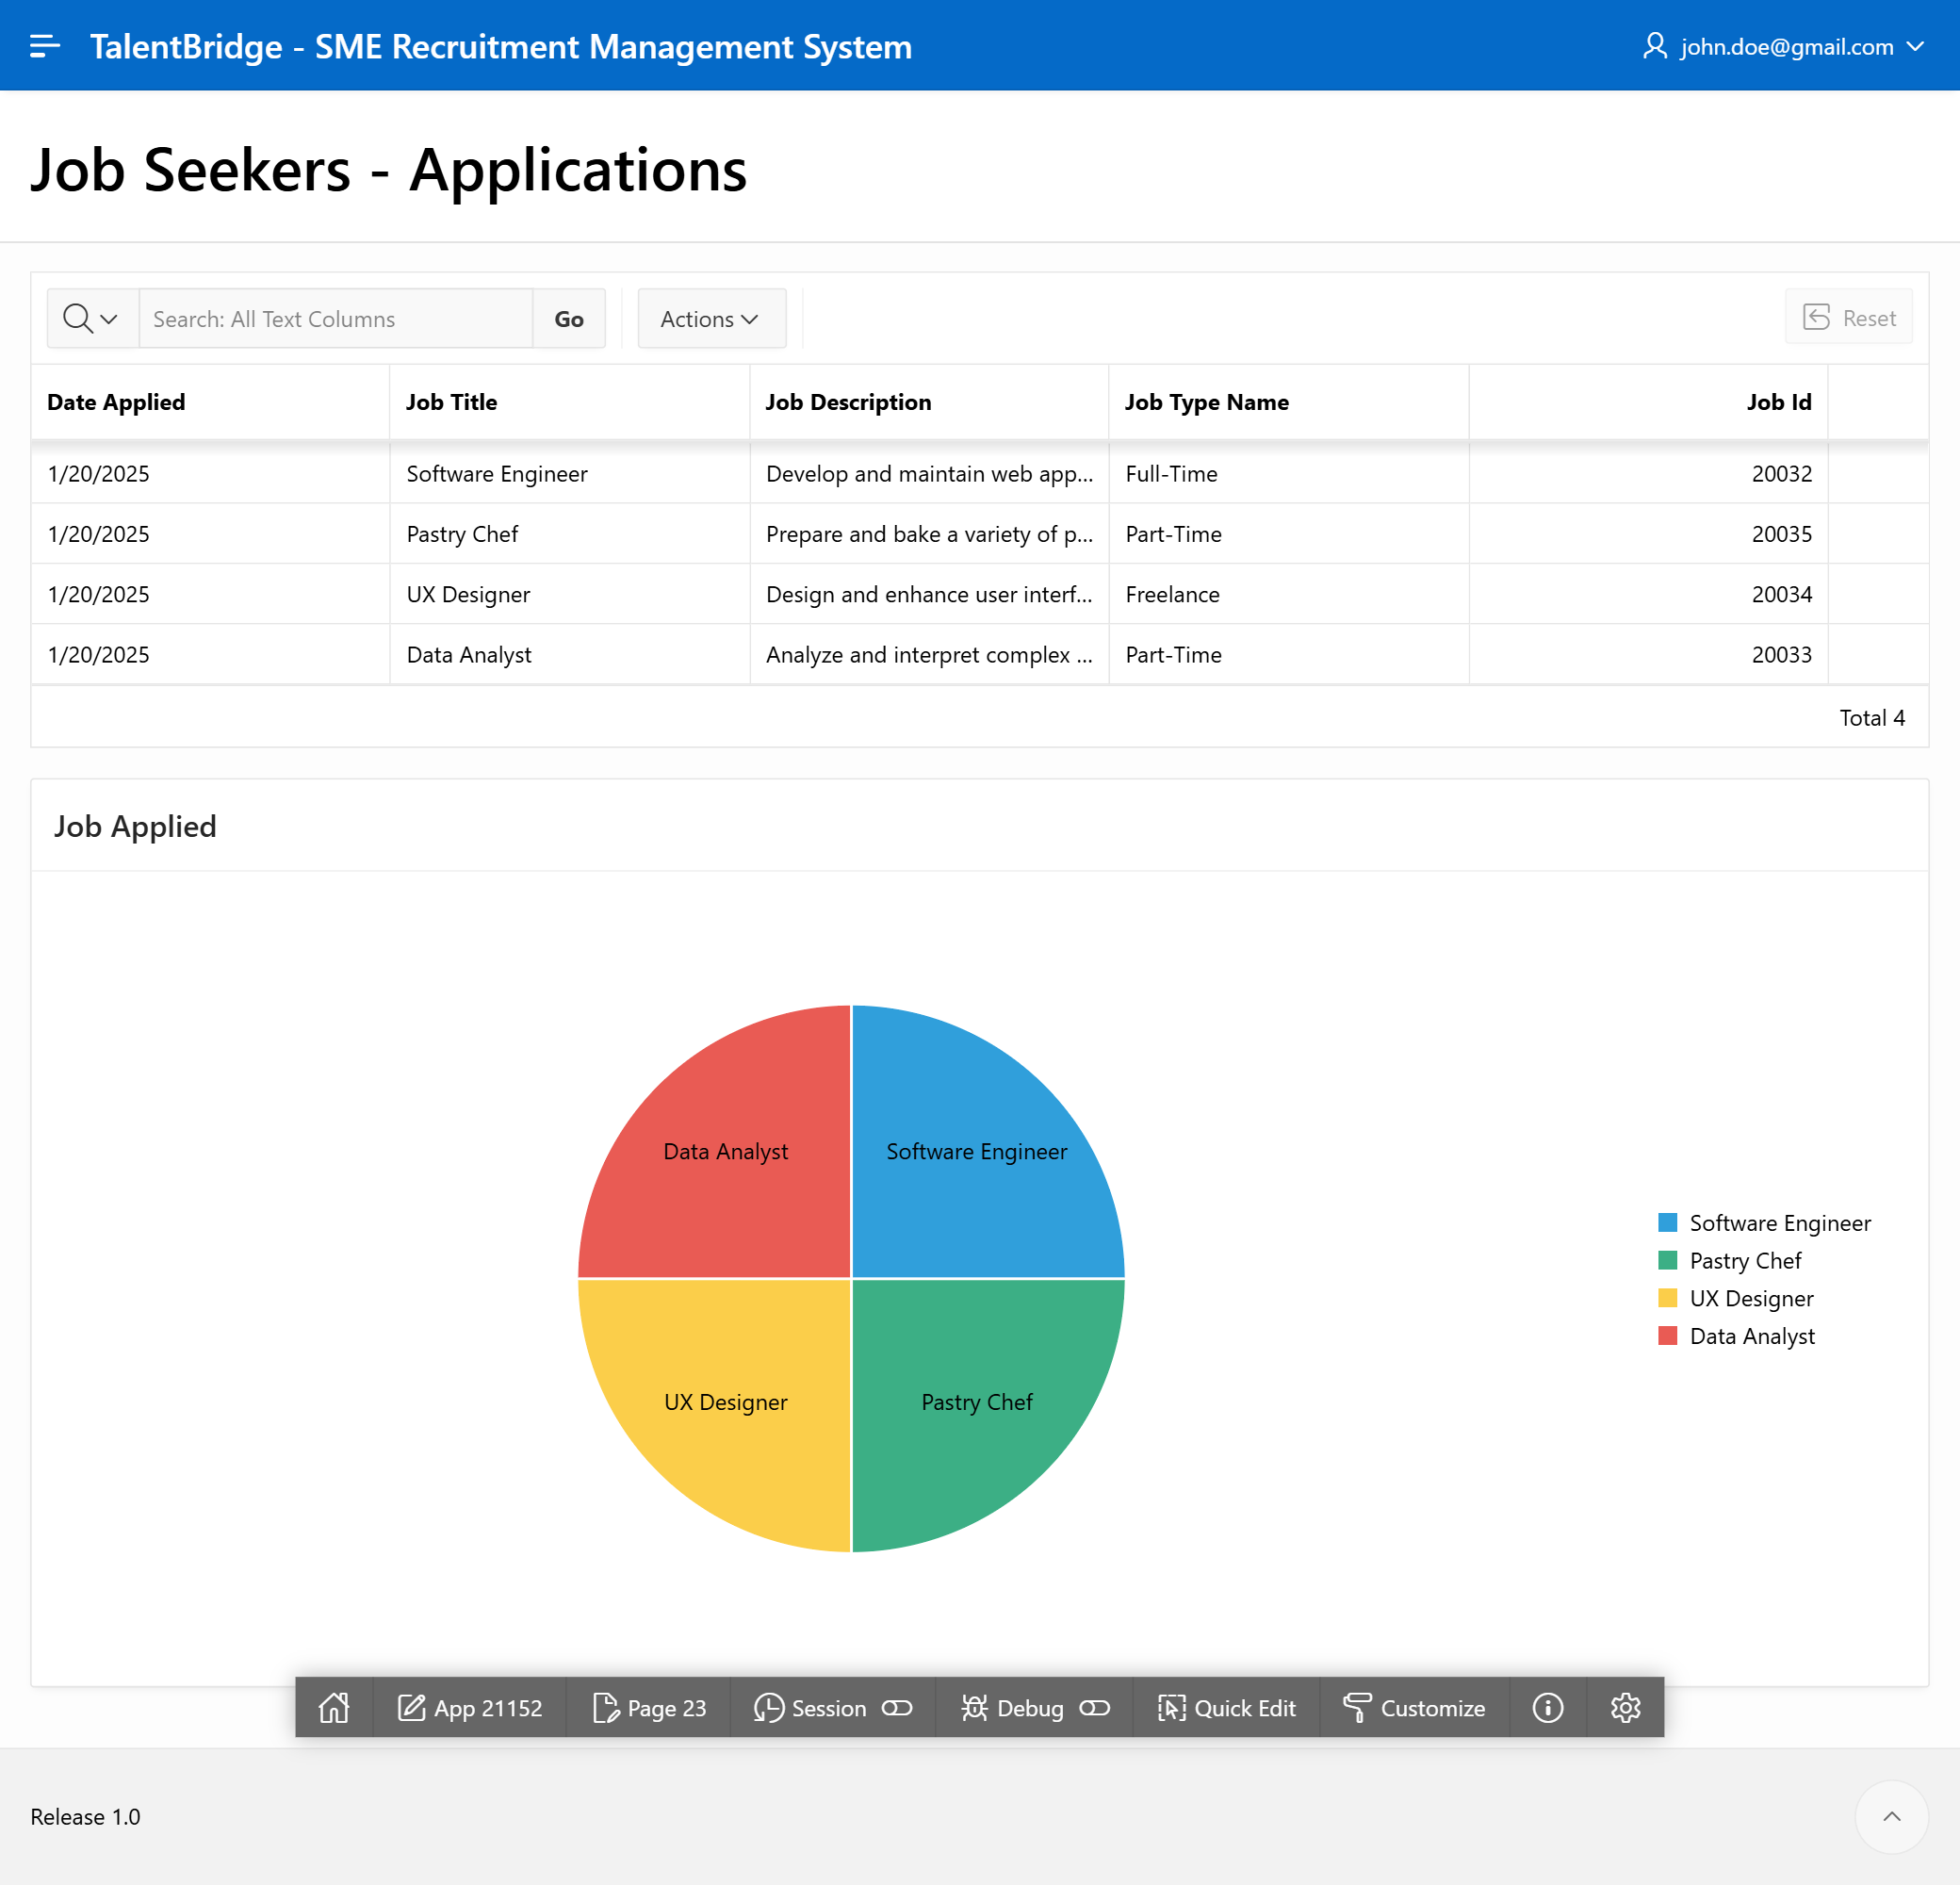 TalentBridge - SME Recruitment Management System john.doe@gmail.com
Job Seekers - Applications
Search: All Text Columns Go Actions Reset
Date Applied Job Title Job Description Job Type Name Job Id
1/20/2025 Software Engineer Develop and maintain web app... Full-Time 20032
1/20/2025 Pastry Chef Prepare and bake a variety of p... Part-Time 20035
1/20/2025 UX Designer Design and enhance user interf... Freelance 20034
1/20/2025 Data Analyst Analyze and interpret complex ... Part-Time 20033
Total 4
Job Applied
Data Analyst Software Engineer
UX Designer Pastry Chef
Software Engineer
Pastry Chef
UX Designer
Data Analyst
App 21152 Page 23 Session Debug Quick Edit Customize
Release 1.0